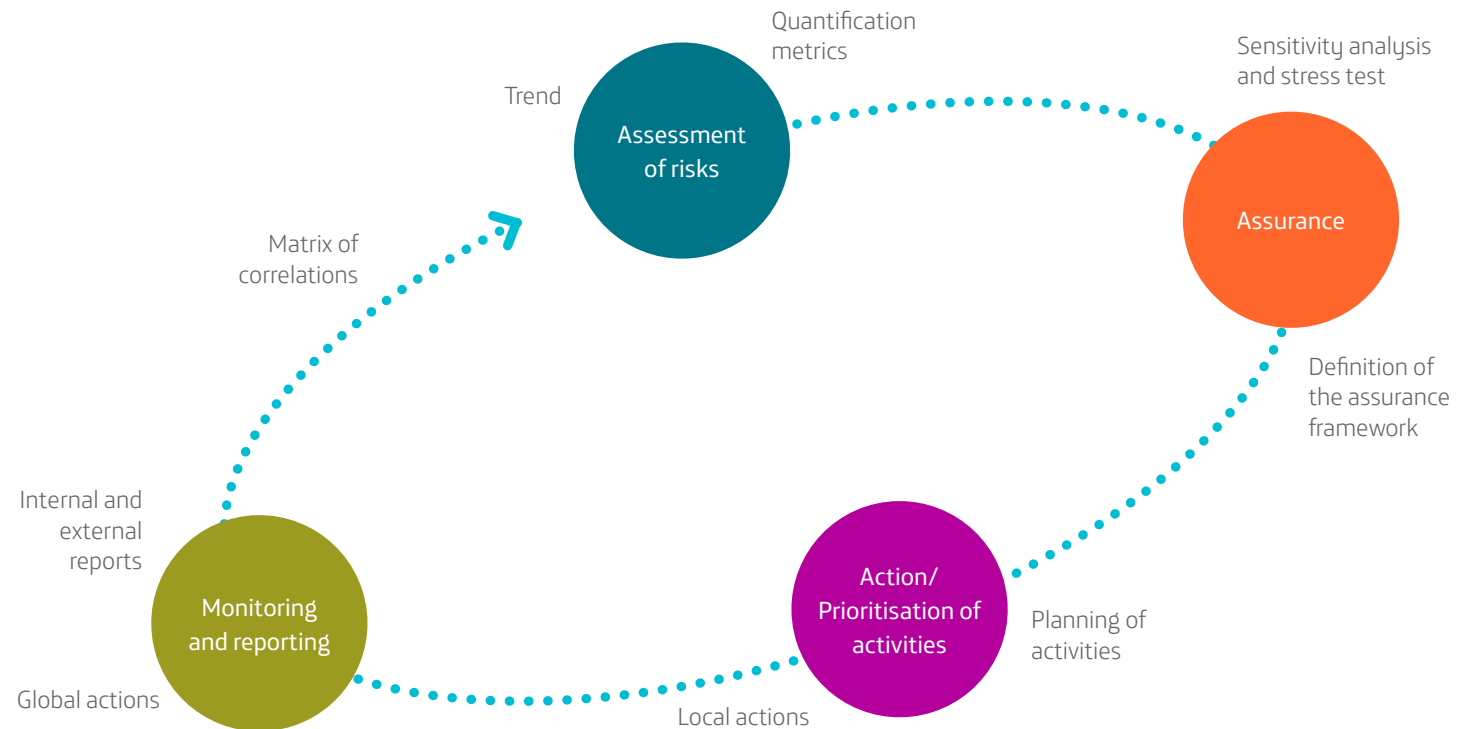 Quantification
metrics
Sensitivity analysis
and stress test
Trend
Assessment
of risks
Assurance
Matrix of
correlations
Definition of
the assurance
framework
Internal and
external
reports
Action/
Prioritisation of
activities
Monitoring
and reporting
Planning of
activities
Global actions
Local actions